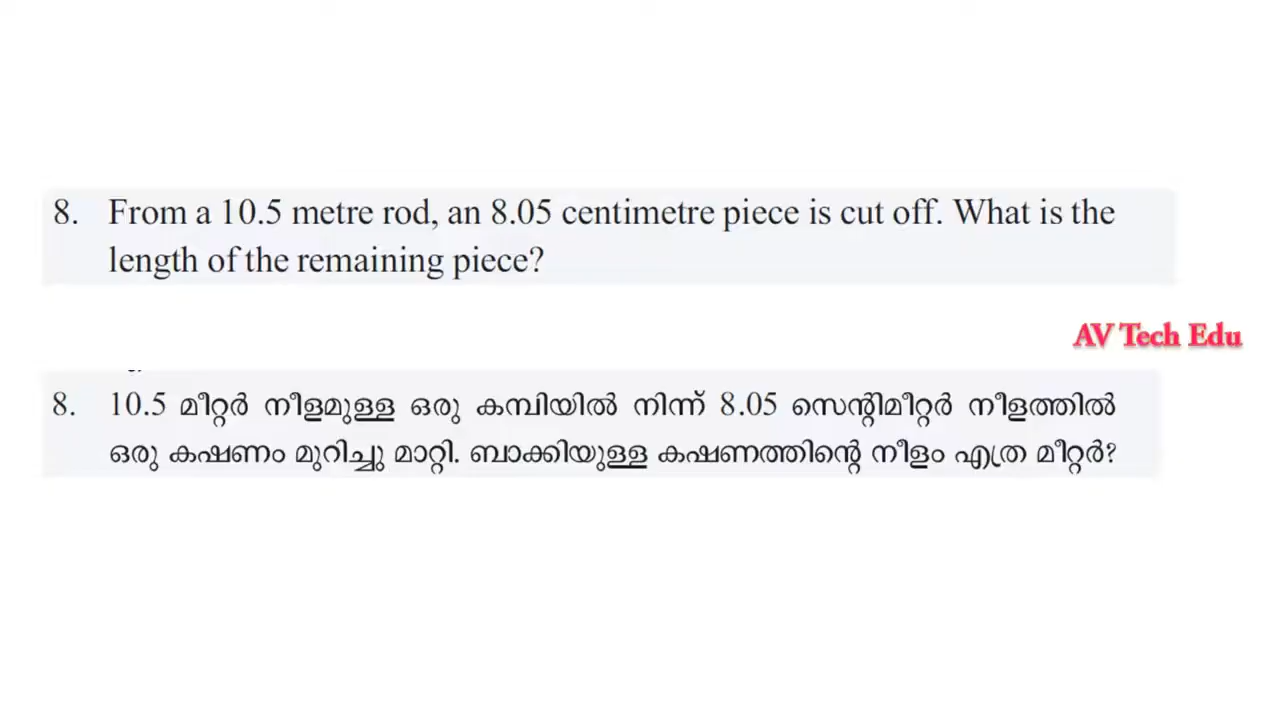 8. From a 10.5 metre rod, an 8.05 centimetre piece is cut off. What is the
length of the remaining piece?
AV Tech Edu
8. 10.5 മീറ്റർ നീളമുള്ള ഒരു കമ്പിയിൽ നിന്ന് 8.05 സെന്റിമീറ്റർ നീളത്തിൽ
ഒരു കഷണം മുറിച്ചു മാറ്റി. ബാക്കിയുള്ള കഷണത്തിന്റെ നീളം എത്ര മീറ്റർ?